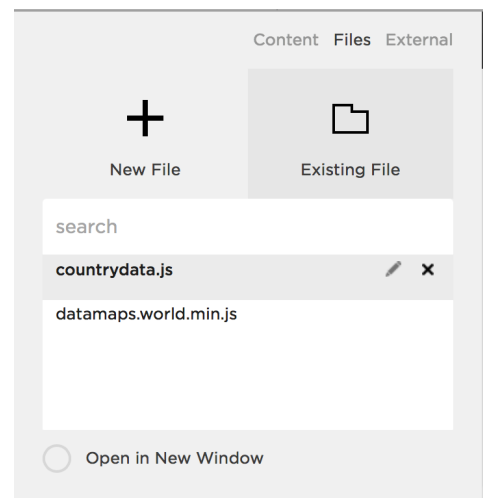 Content Files External
New File Existing File
search
countrydata.js
datamaps.world.min.js
Open in New Window